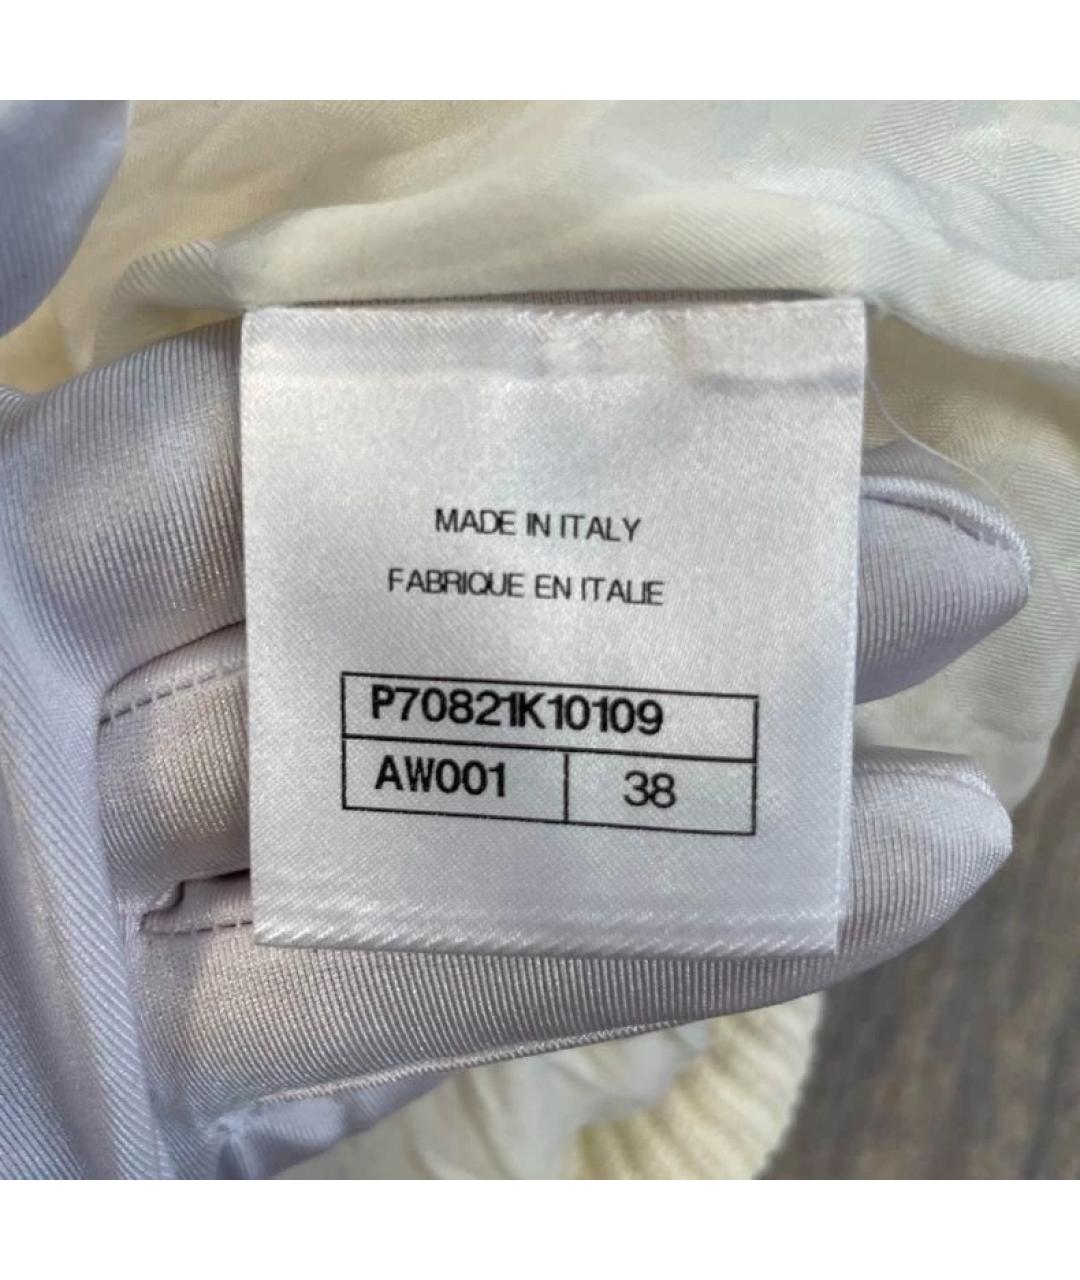 MADE IN ITALY
FABRIQUE EN ITALIE
P70821K10109
AW001 38